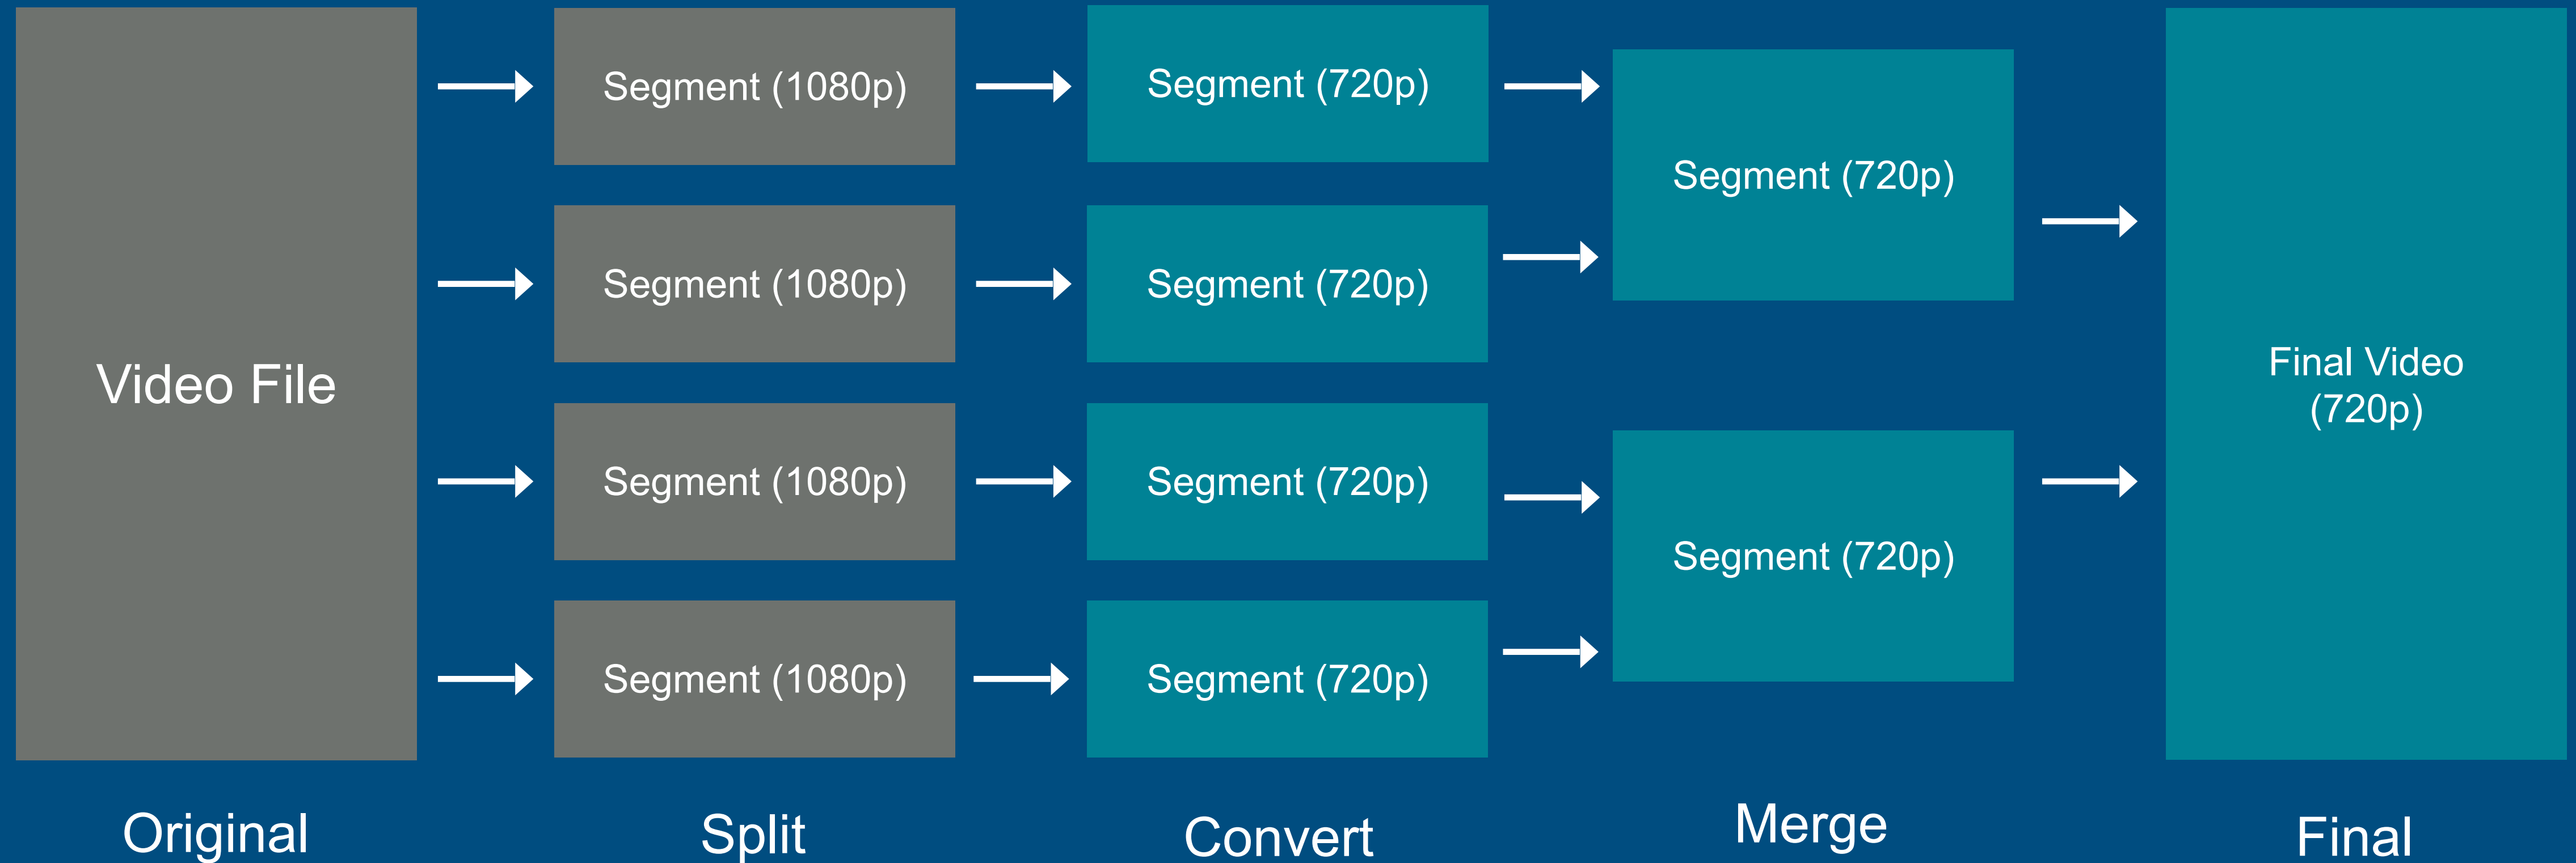 Video File
Segment (1080p)
Segment (1080p)
Segment (1080p)
Segment (1080p)
Segment (720p)
Segment (720p)
Segment (720p)
Segment (720p)
Segment (720p)
Segment (720p)
Final Video
(720p)
Original
Split
Convert
Merge
Final